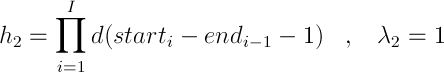 h_2 = \prod_{i=1}^{I} d(start_i - end_{i-1} - 1) \quad , \quad \lambda_2 = 1